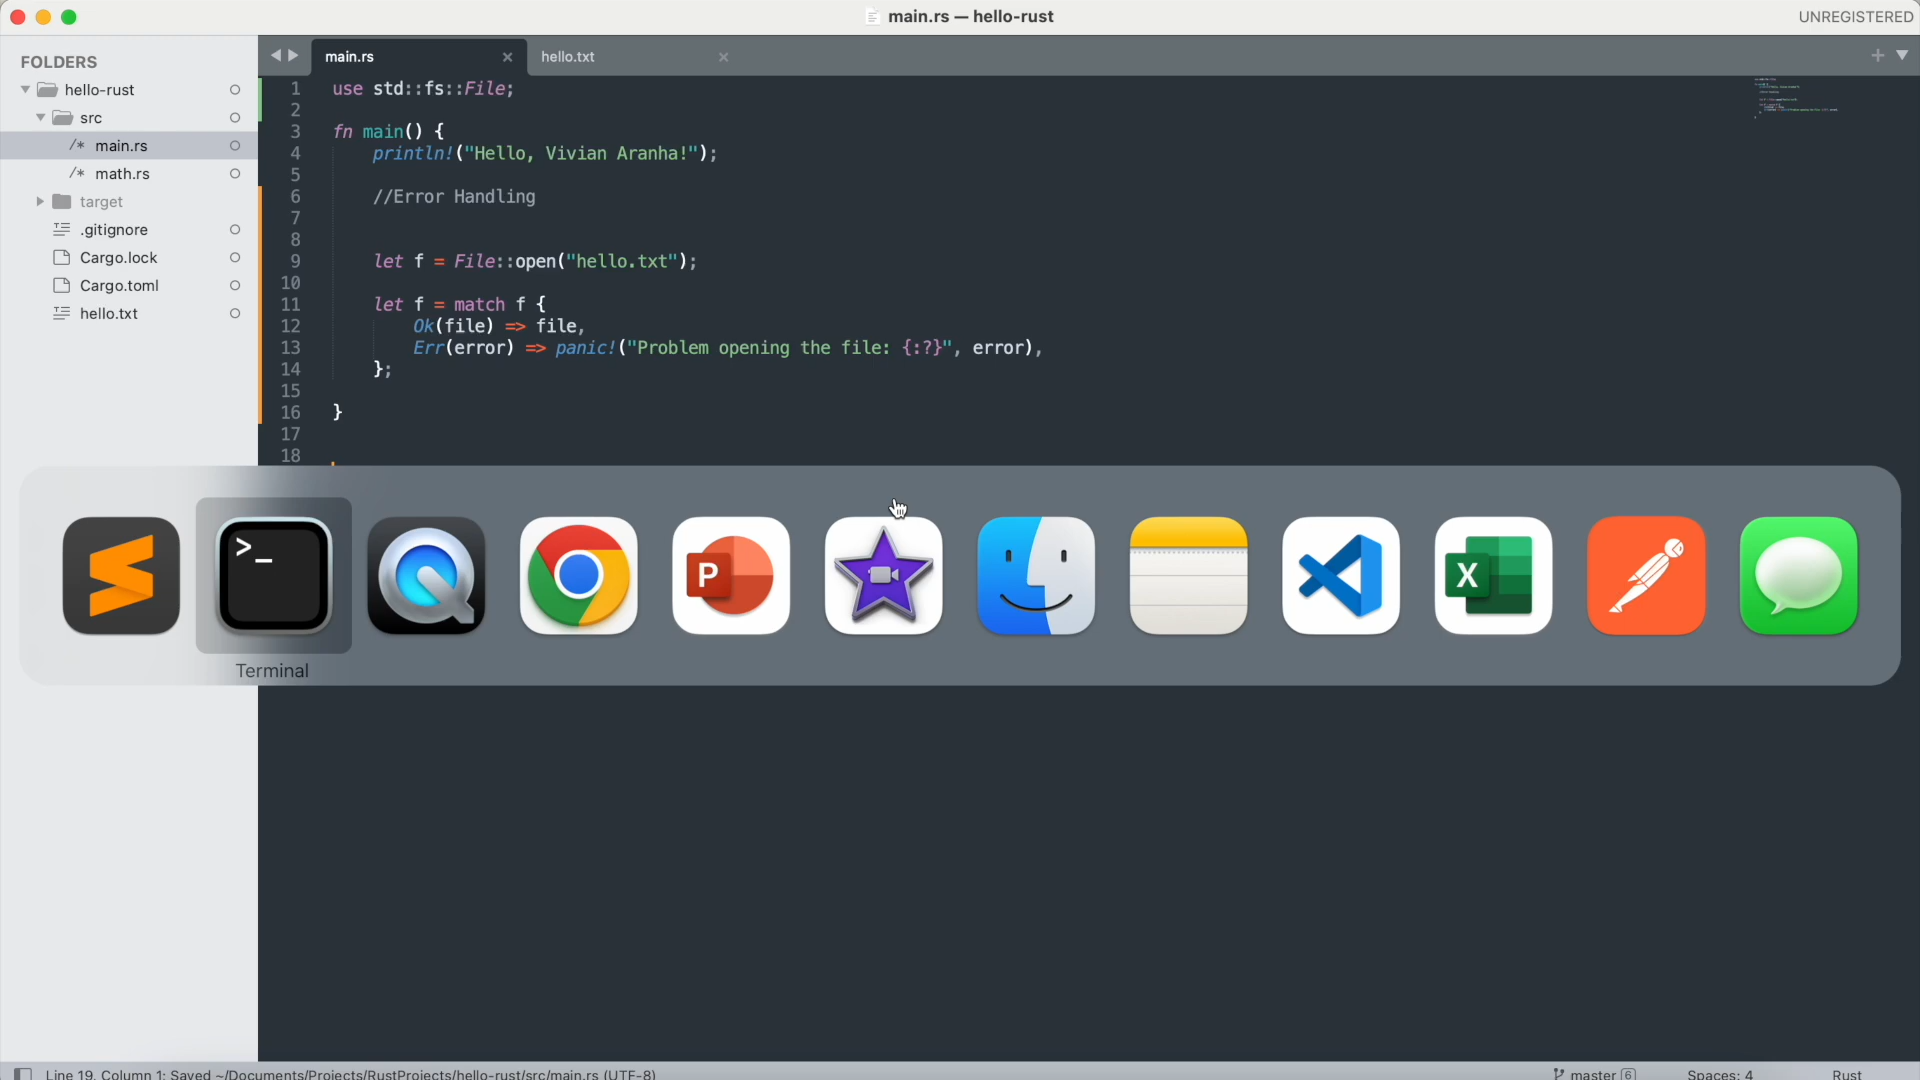 main.rs — hello-rust
UNREGISTERED
FOLDERS
hello-rust
src
/* main.rs
/* math.rs
target
.gitignore
Cargo.lock
Cargo.toml
hello.txt
main.rs
hello.txt
1 use std::fs::File;
2
3 fn main() {
4 println!("Hello, Vivian Aranha!");
5
6 //Error Handling
7
8
9 let f = File::open("hello.txt");
10
11 let f = match f {
12 Ok(file) => file,
13 Err(error) => panic!("Problem opening the file: {:?}", error),
14 };
15
16 }
17
18
>_
P
X
Terminal
Line 19, Column 1; Saved ~/Documents/Projects/RustProjects/hello-rust/src/main.rs (UTF-8)
master 6
Spaces: 4
Rust